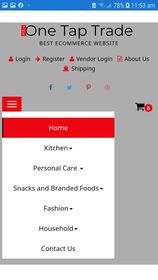 78% 11:53 am
One Tap Trade
BEST ECOMMERCE WEBSITE
Login Register Vendor Login About Us
Shipping
0
Home
Kitchen
Personal Care
Snacks and Branded Foods
Fashion
Household
Contact Us